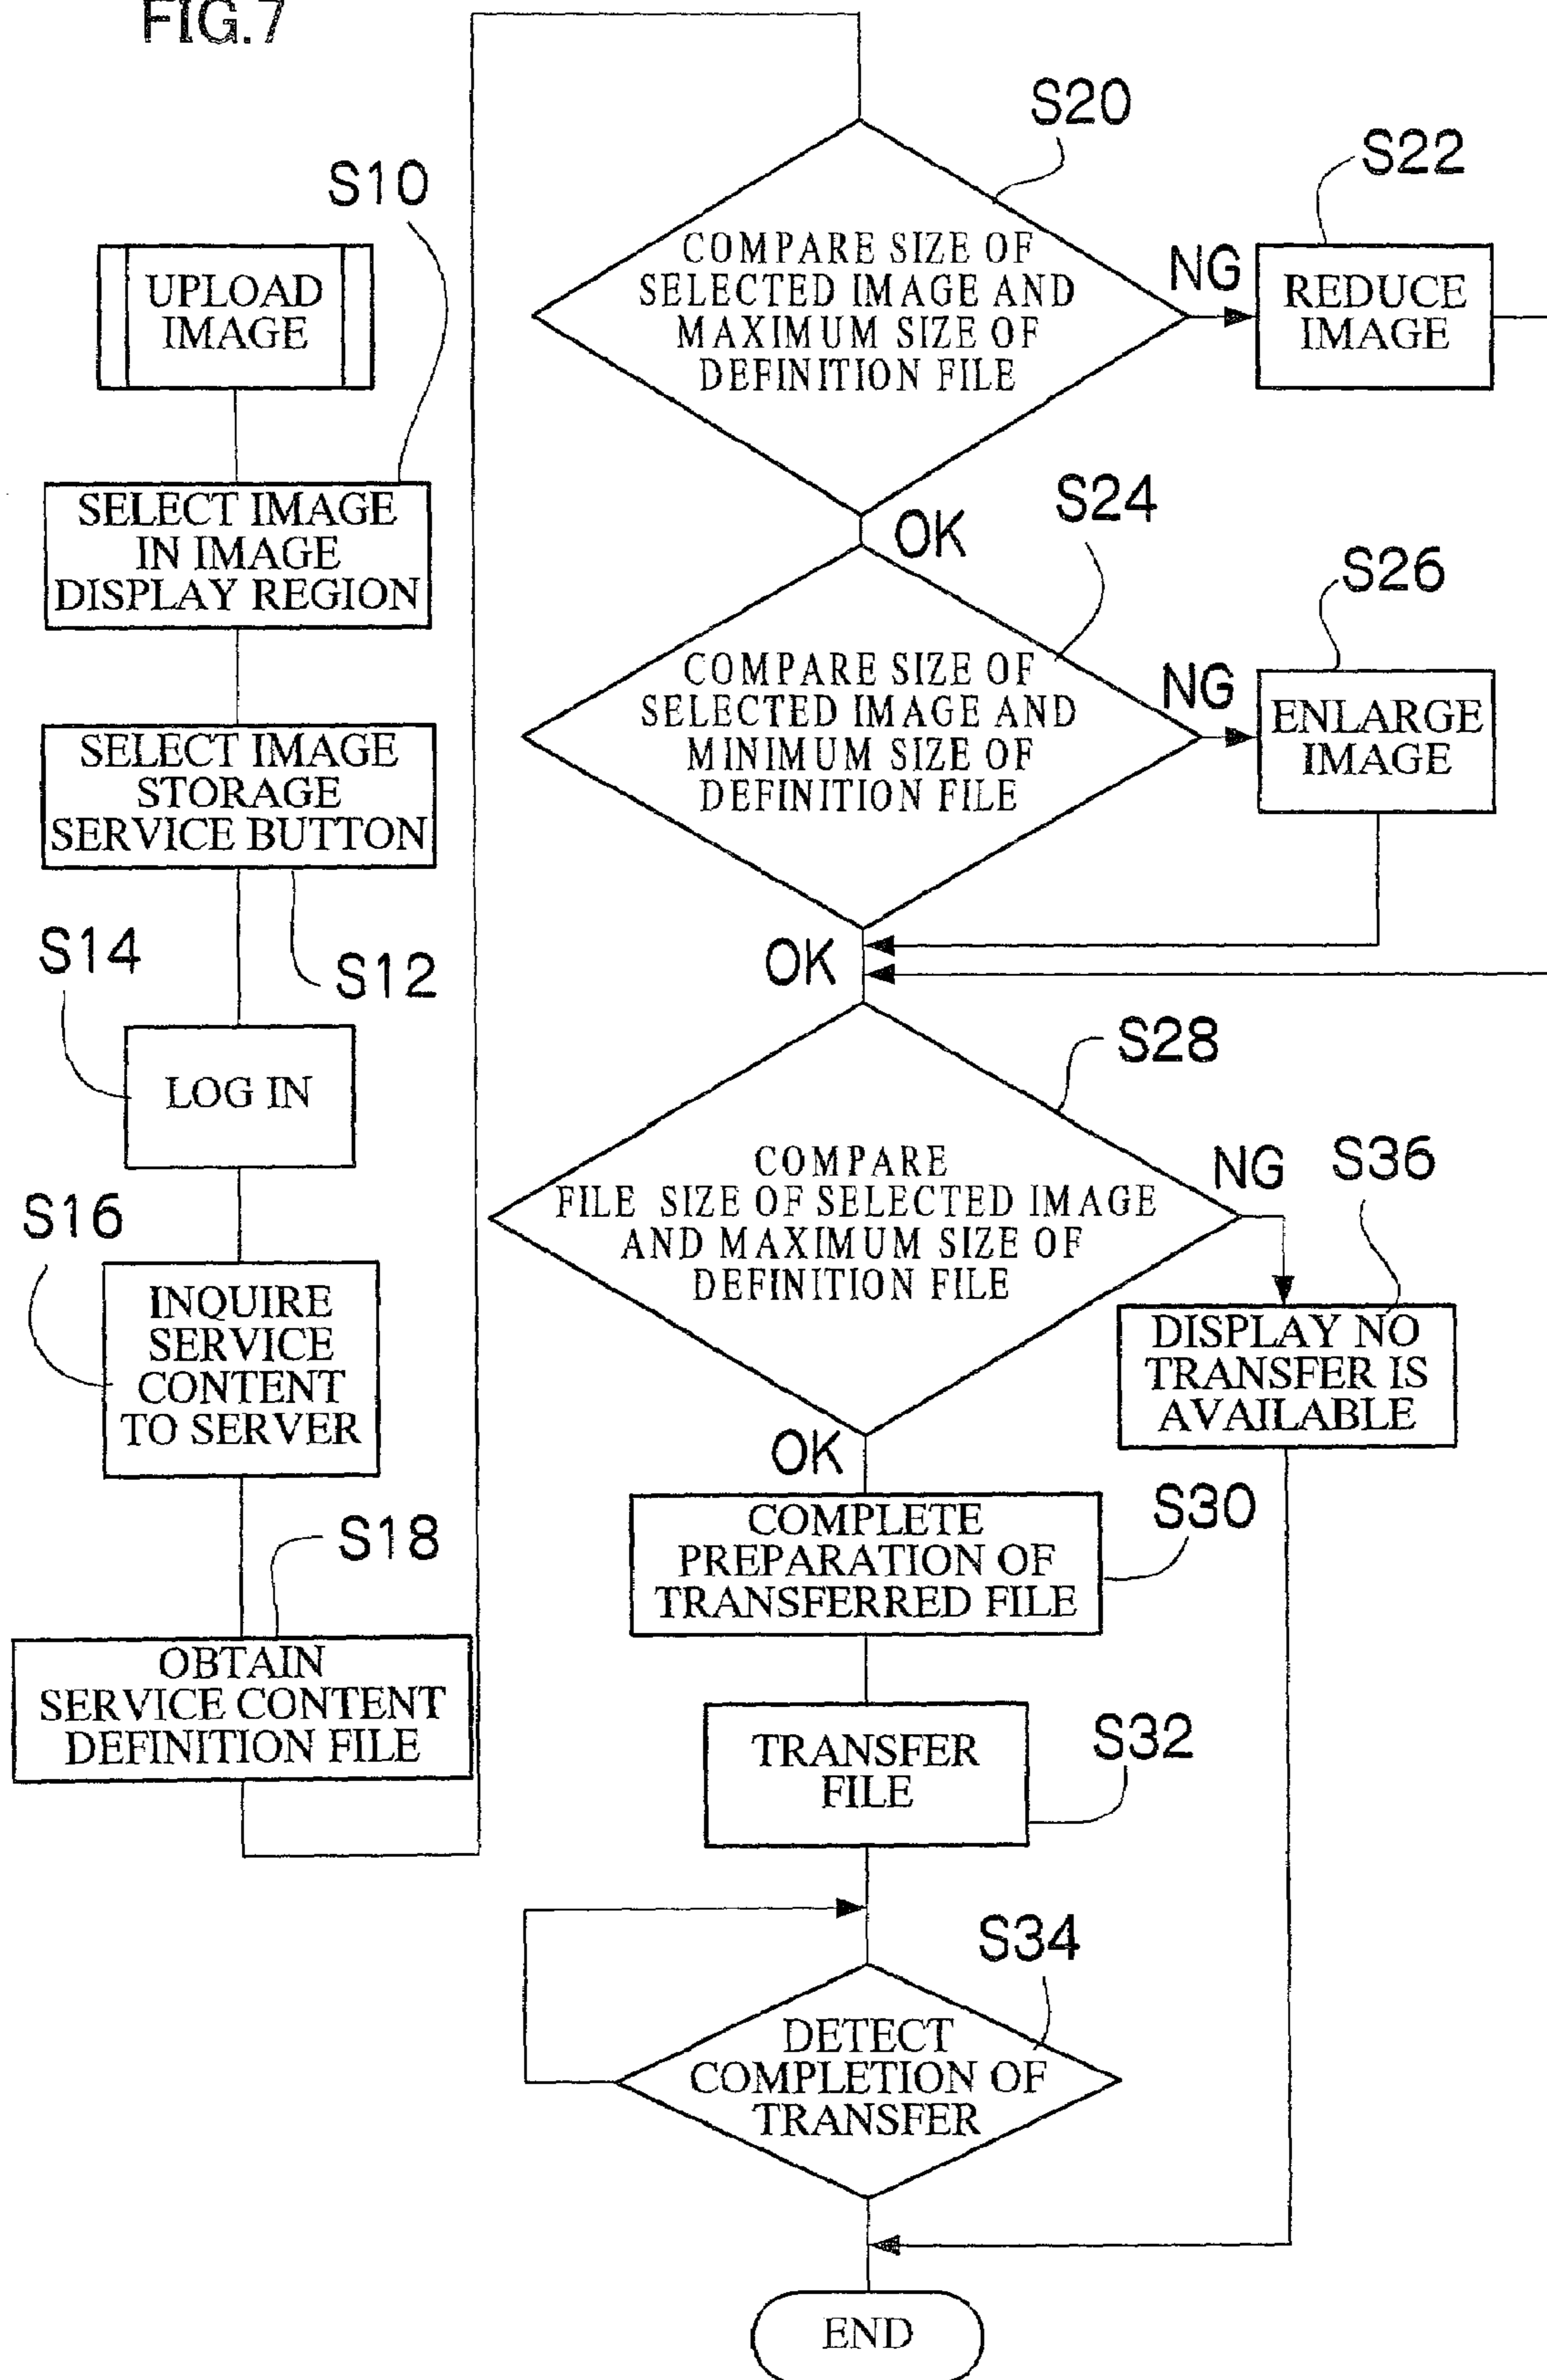 FIG.7
S10
UPLOAD
IMAGE
SELECT IMAGE
IN IMAGE
DISPLAY REGION
SELECT IMAGE
STORAGE
SERVICE BUTTON
S12
S14
LOG IN
S16
INQUIRE
SERVICE
CONTENT
TO SERVER
S18
OBTAIN
SERVICE CONTENT
DEFINITION FILE
S20
COMPARE SIZE OF
SELECTED IMAGE AND
MAXIMUM SIZE OF
DEFINITION FILE
NG
S22
REDUCE
IMAGE
OK
S24
COMPARE SIZE OF
SELECTED IMAGE AND
MINIMUM SIZE OF
DEFINITION FILE
NG
S26
ENLARGE
IMAGE
OK
S28
COMPARE
FILE SIZE OF SELECTED IMAGE
AND MAXIMUM SIZE OF
DEFINITION FILE
NG
S36
DISPLAY NO
TRANSFER IS
AVAILABLE
OK
S30
COMPLETE
PREPARATION OF
TRANSFERRED FILE
S32
TRANSFER
FILE
S34
DETECT
COMPLETION OF
TRANSFER
END